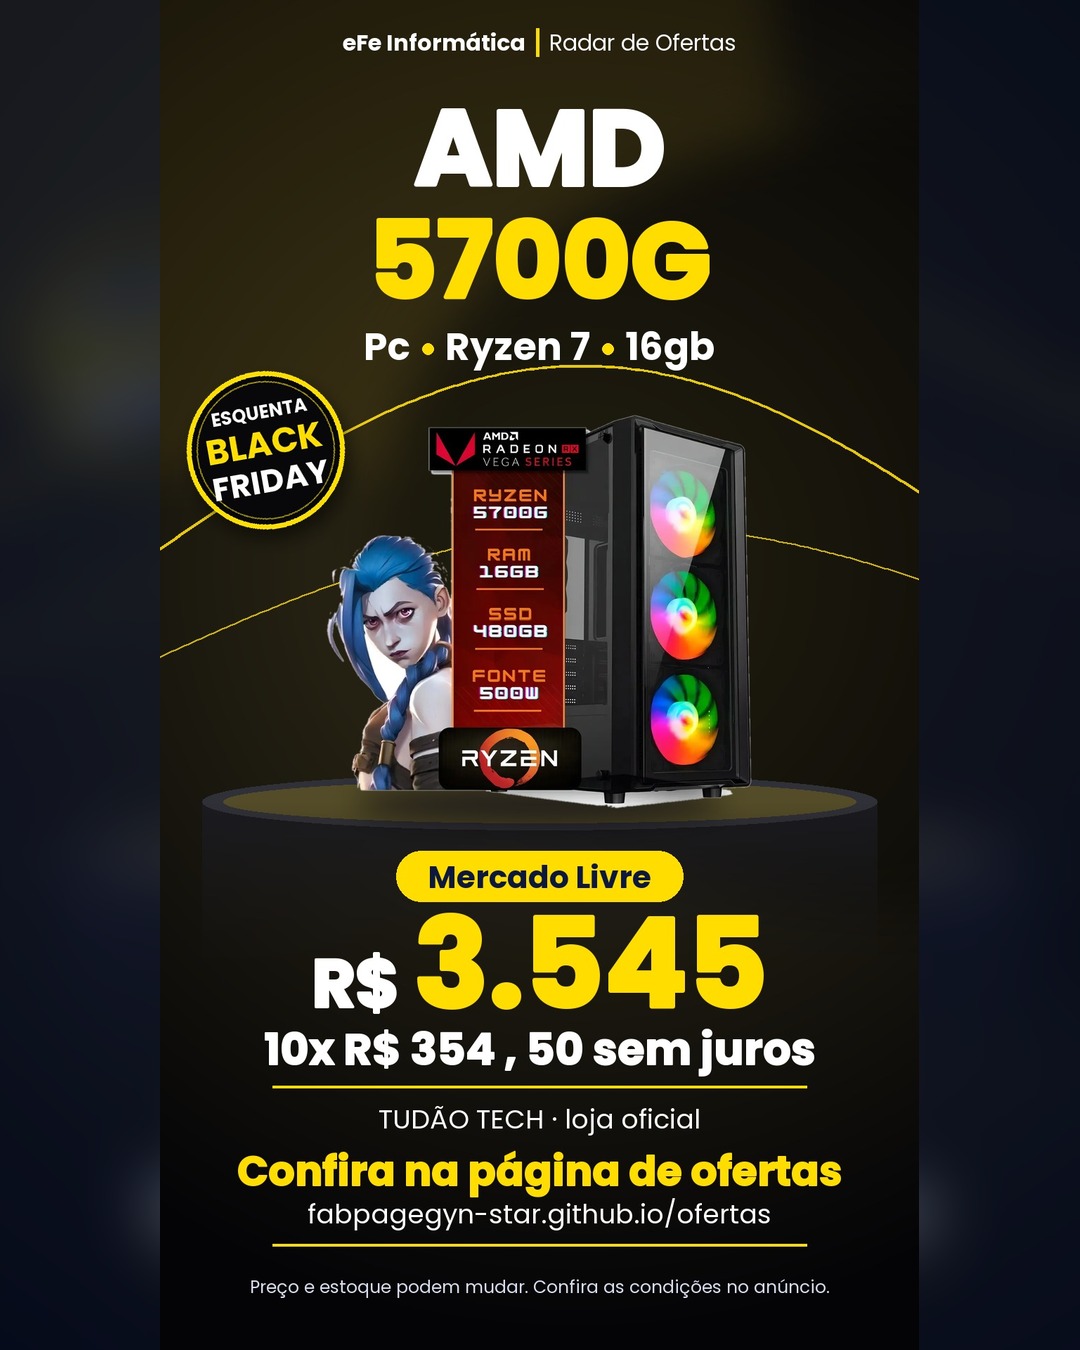 eFe Informática | Radar de Ofertas
AMD
5700G
Pc • Ryzen 7 • 16gb
ESQUENTA
BLACK
FRIDAY
AMD
RADEON RX
VEGA SERIES
RYZEN
5700G
RAM
16GB
SSD
480GB
FONTE
500W
RYZEN
Mercado Livre
R$ 3.545
10x R$ 354 , 50 sem juros
TUDÃO TECH · loja oficial
Confira na página de ofertas
fabpagegyn-star.github.io/ofertas
Preço e estoque podem mudar. Confira as condições no anúncio.